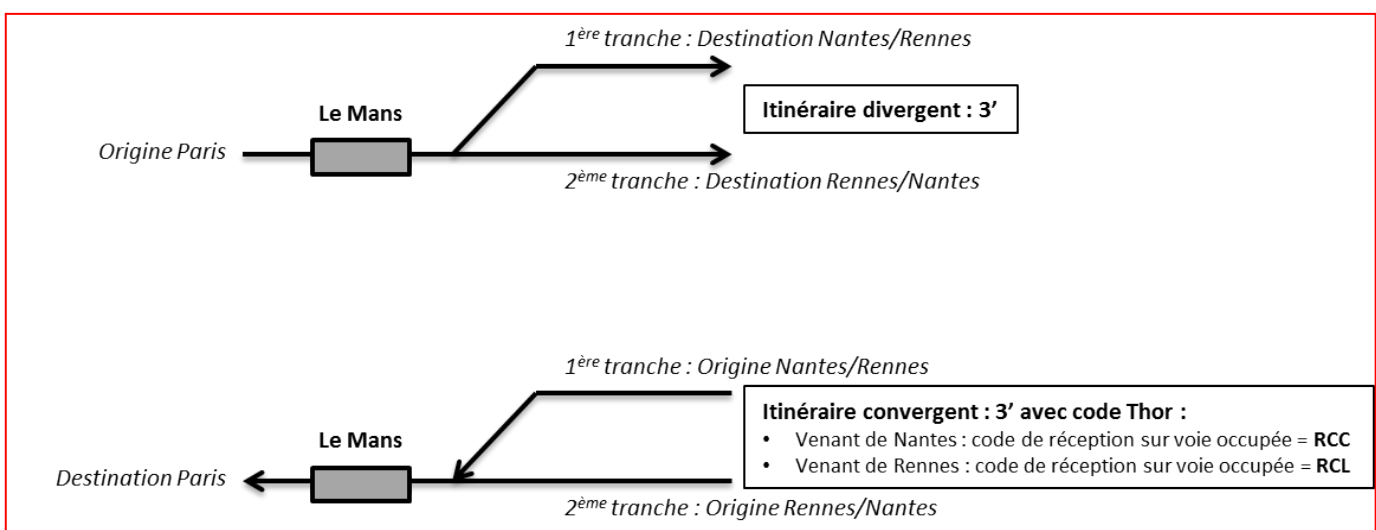 1ère tranche : Destination Nantes/Rennes
Itinéraire divergent : 3’
Le Mans
Origine Paris
2ème tranche : Destination Rennes/Nantes
1ère tranche : Origine Nantes/Rennes
Itinéraire convergent : 3’ avec code Thor :
• Venant de Nantes : code de réception sur voie occupée = RCC
• Venant de Rennes : code de réception sur voie occupée = RCL
Le Mans
Destination Paris
2ème tranche : Origine Rennes/Nantes